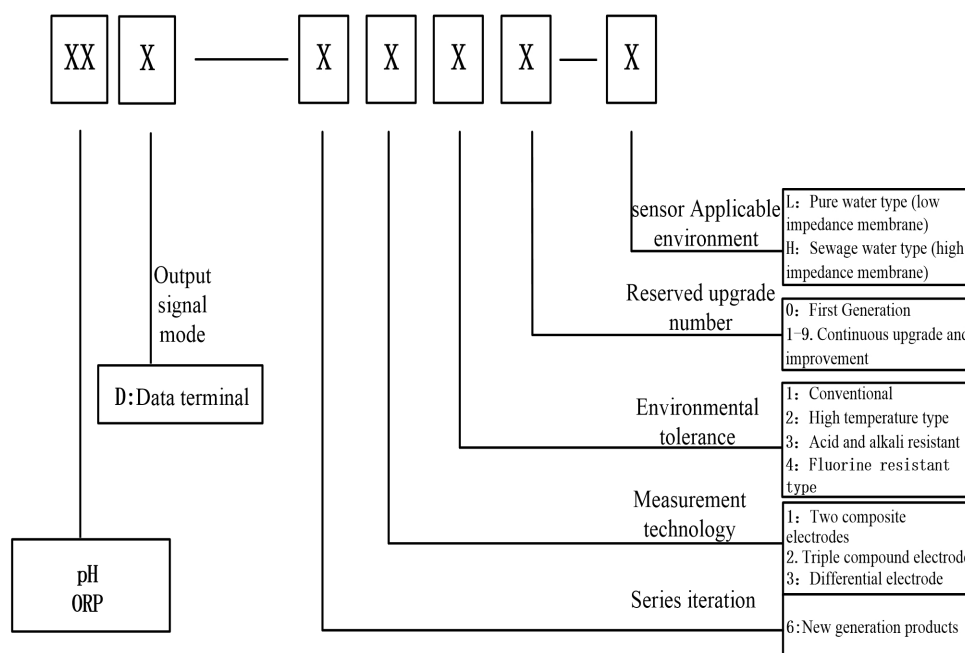 XX X X X X X X
sensor Applicable
environment
L: Pure water type (low
impedance membrane)
H: Sewage water type (high
impedance membrane)
Output
signal
mode
Reserved upgrade
number
0: First Generation
1-9. Continuous upgrade and
improvement
D:Data terminal
Environmental
tolerance
1: Conventional
2: High temperature type
3: Acid and alkali resistant
4: Fluorine resistant
type
Measurement
technology
1: Two composite
electrodes
2. Triple compound electrode
3: Differential electrode
pH
ORP
Series iteration
6:New generation products